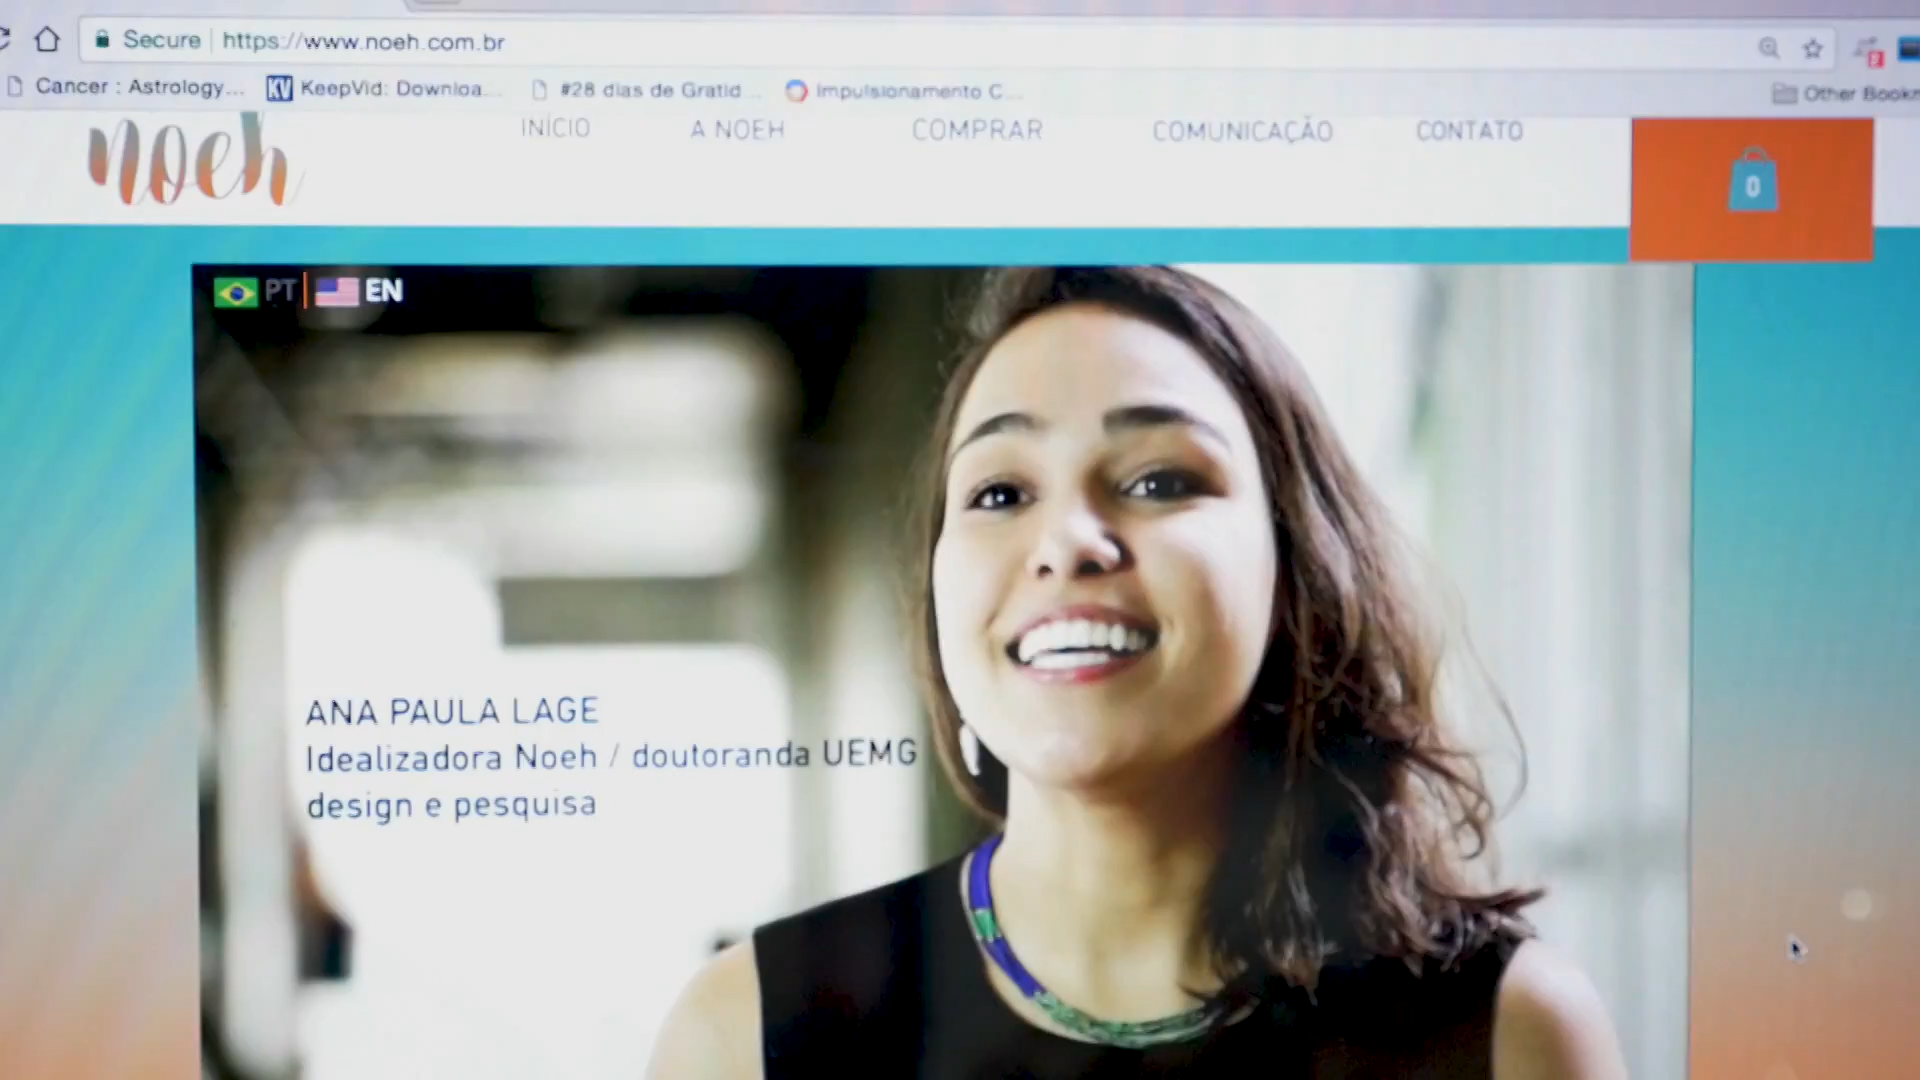 Secure https://www.noeh.com.br
Cancer : Astrology... KV KeepVid: Downloa... #28 dias de Gratid... Impulsionamento C... Other Bookm
noeh INÍCIO A NOEH COMPRAR COMUNICAÇÃO CONTATO
0
PT EN
ANA PAULA LAGE
Idealizadora Noeh / doutoranda UEMG
design e pesquisa